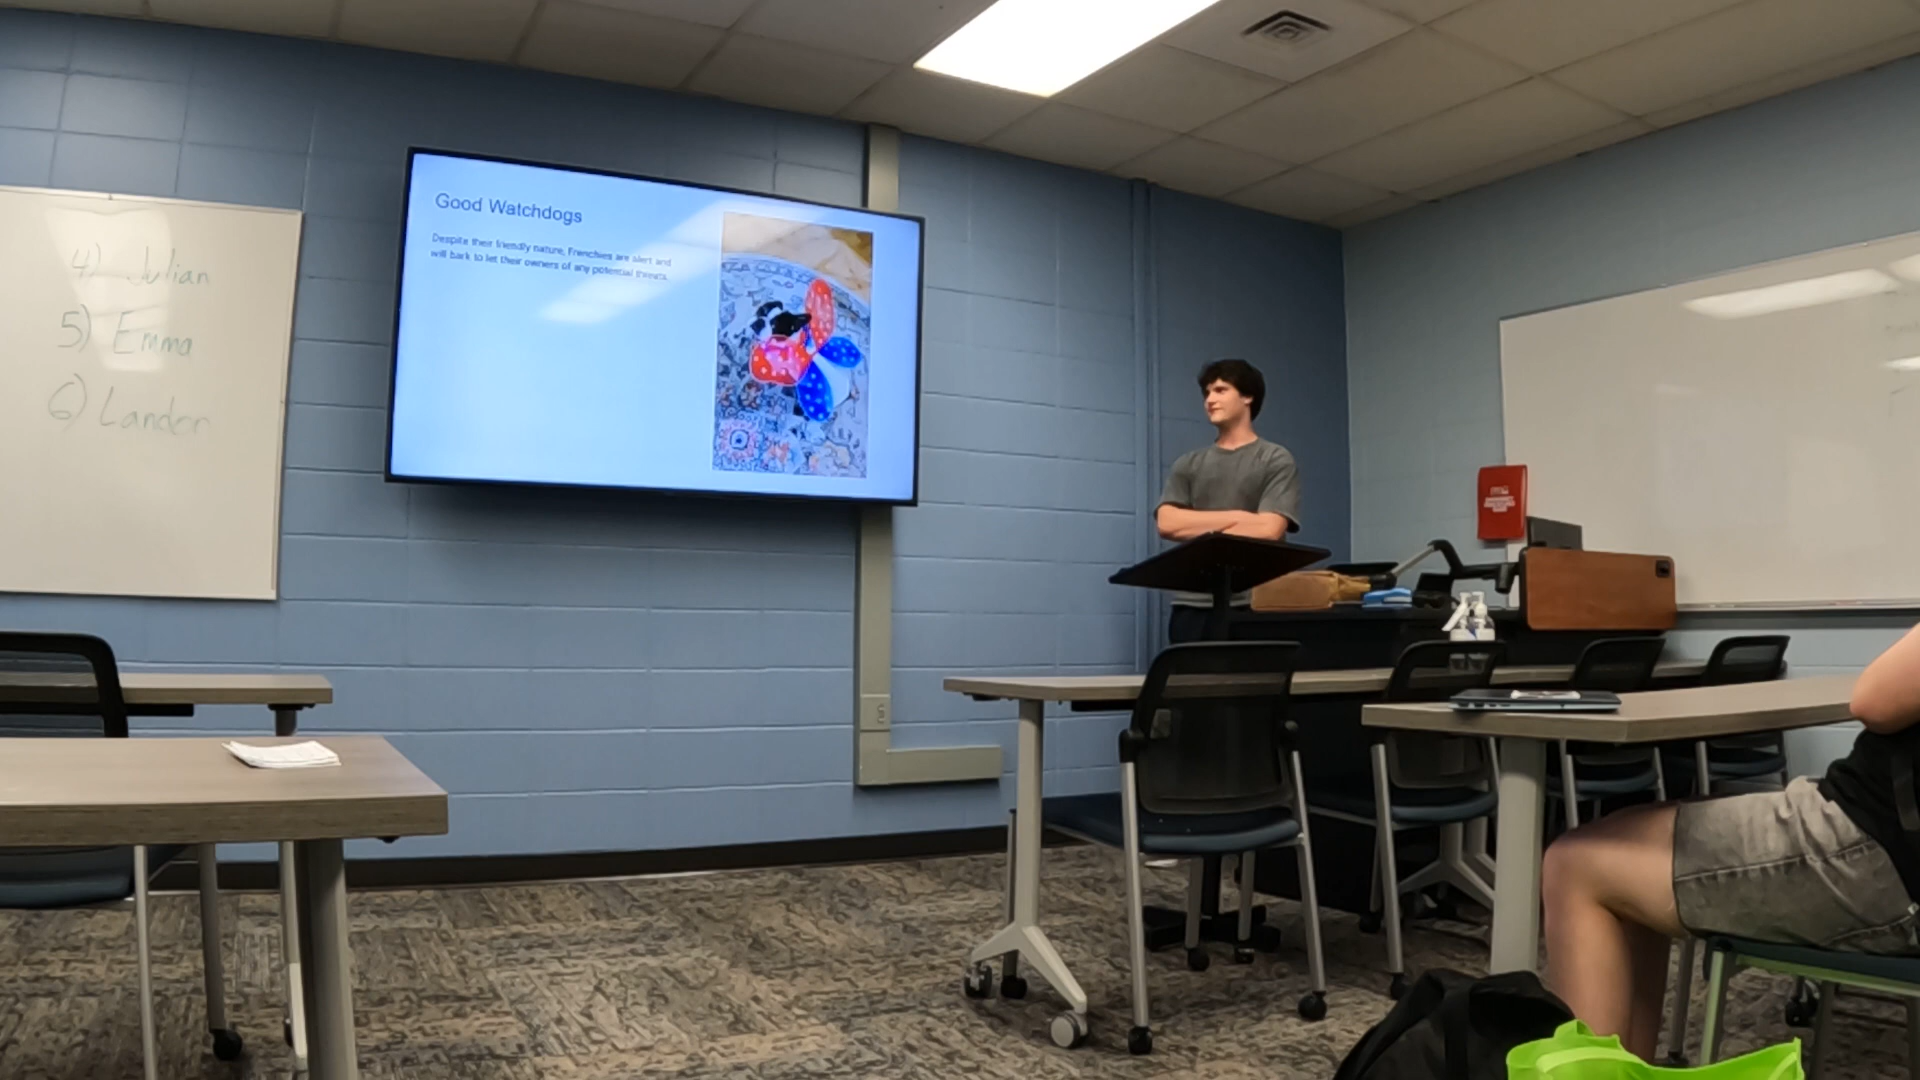 4) Julian
5) Emma
6) Landon
Good Watchdogs
Despite their friendly nature, Frenchies are alert and
will bark to let their owners of any potential threats.